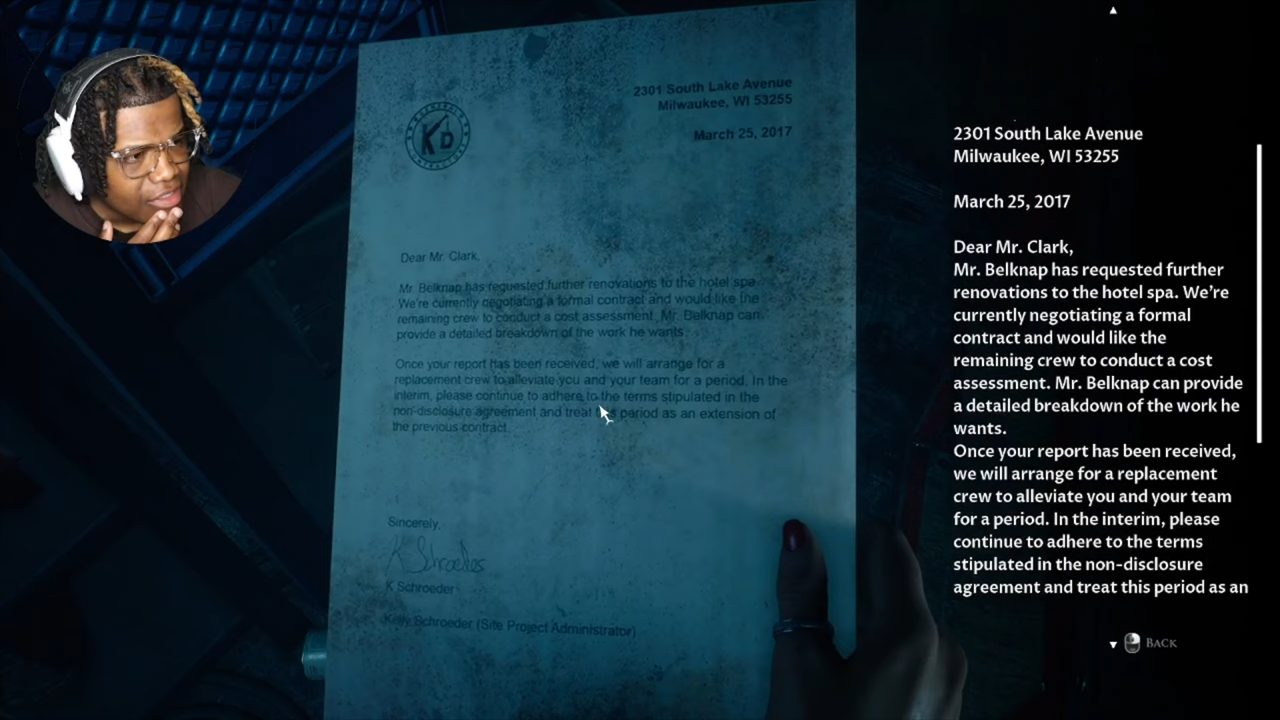 2301 South Lake Avenue
Milwaukee, WI 53255
March 25, 2017
KD
Dear Mr. Clark,
Mr. Belknap has requested further renovations to the hotel spa.
We're currently negotiating a formal contract and would like the
remaining crew to conduct a cost assessment. Mr. Belknap can
provide a detailed breakdown of the work he wants.
Once your report has been received, we will arrange for a
replacement crew to alleviate you and your team for a period. In the
interim, please continue to adhere to the terms stipulated in the
non-disclosure agreement and treat this period as an extension of
the previous contract.
Sincerely,
K Schroeder
K Schroeder
Kelly Schroeder (Site Project Administrator)
2301 South Lake Avenue
Milwaukee, WI 53255
March 25, 2017
Dear Mr. Clark,
Mr. Belknap has requested further
renovations to the hotel spa. We're
currently negotiating a formal
contract and would like the
remaining crew to conduct a cost
assessment. Mr. Belknap can provide
a detailed breakdown of the work he
wants.
Once your report has been received,
we will arrange for a replacement
crew to alleviate you and your team
for a period. In the interim, please
continue to adhere to the terms
stipulated in the non-disclosure
agreement and treat this period as an
BACK